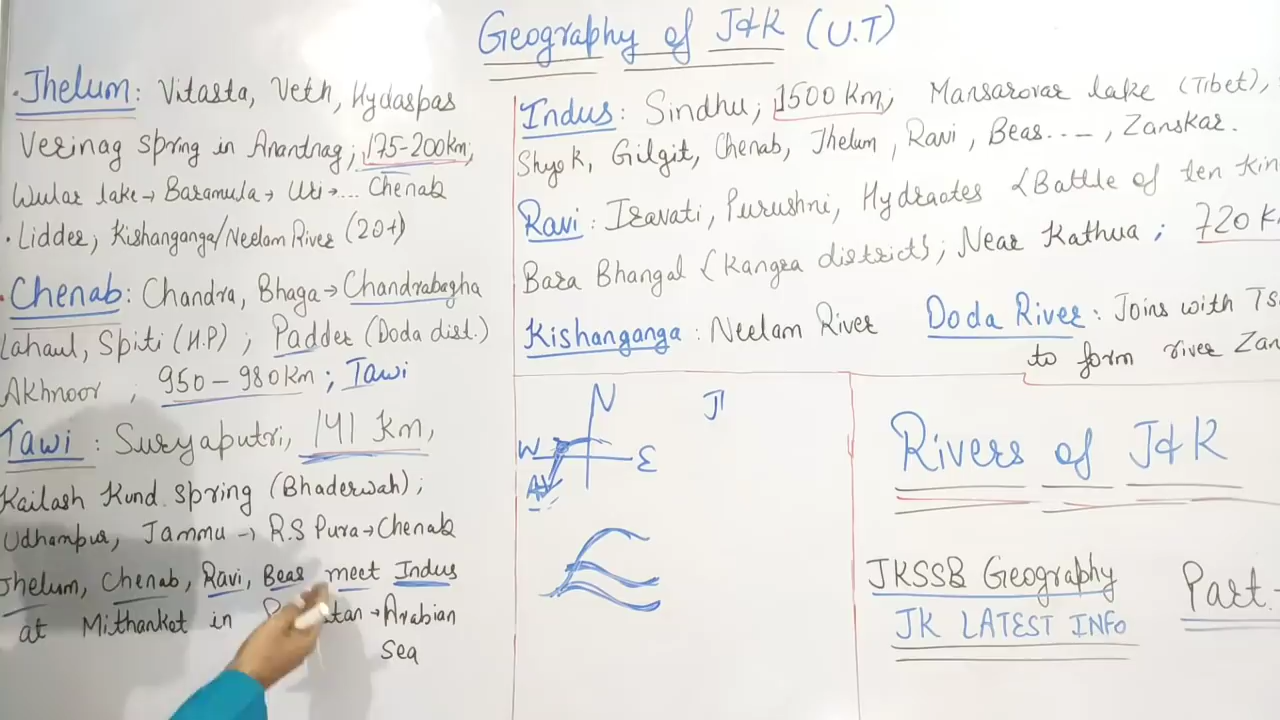 Geography of J&K (U.T)
• Jhelum: Vitasta, Veth, Hydaspas
Verinag spring in Anantnag; 175-200km;
Wular lake → Baramula → Uri →... Chenab
• Lidder, Kishanganga/Neelam River (20+)
• Chenab: Chandra, Bhaga → Chandrabagha
Lahaul, Spiti (H.P) ; Padder (Doda dist.)
Akhnoor ; 950 - 980km ; Tawi
Tawi : Suryaputri, 141 Km,
Kailash Kund spring (Bhaderwah) ;
Udhampur, Jammu → R.S Pura → Chenab
Jhelum, Chenab, Ravi, Beas meet Indus
at Mithanket in → Arabian
Sea
Indus : Sindhu, 1500 Km, Mansarovar lake (Tibet),
Shyok, Gilgit, Chenab, Jhelum, Ravi, Beas..., Zanskar.
Ravi : Iravati, Purushni, Hydraotes (Battle of ten
Bara Bhangal (Kangra district); Near Kathua ; 720
Kishanganga : Neelam River
Doda River : Joins with
to form river
N
W
E
Rivers of J&K
JKSSB Geography
JK LATEST INFO
Part-